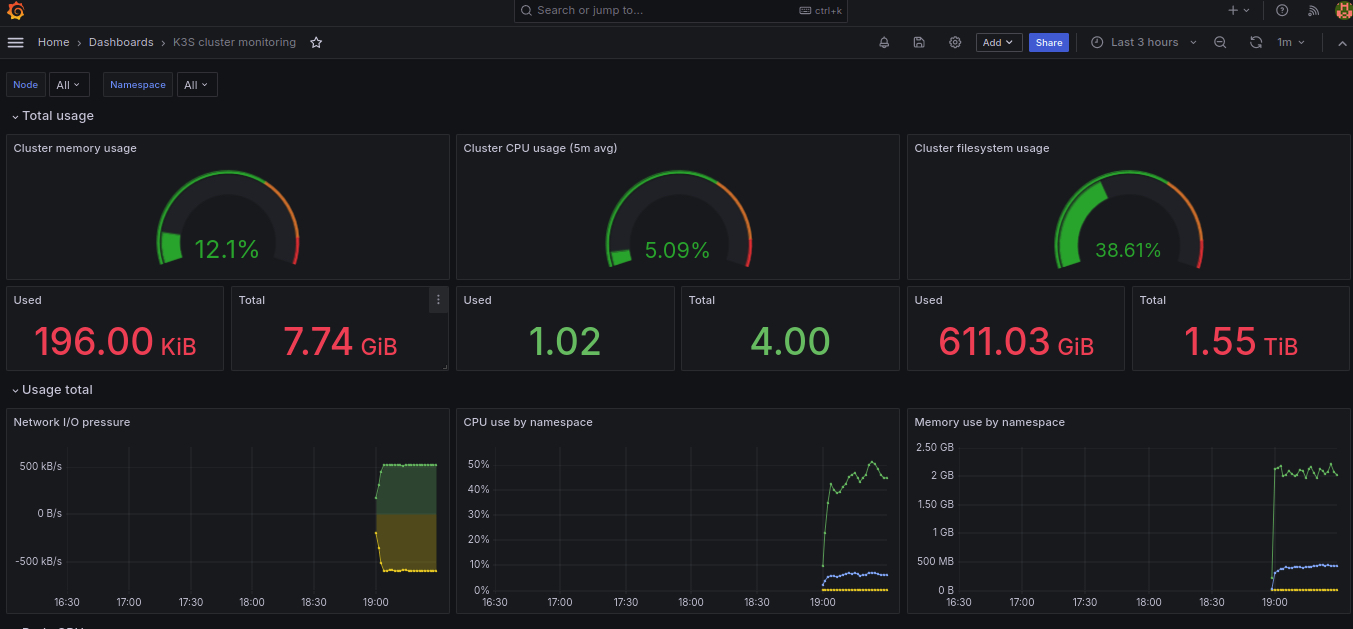 Search or jump to...
ctrl+k
Home › Dashboards › K3S cluster monitoring
Add
Share
Last 3 hours
1m
Node
All
Namespace
All
Total usage
Cluster memory usage
12.1%
Cluster CPU usage (5m avg)
5.09%
Cluster filesystem usage
38.61%
Used
196.00 KiB
Total
7.74 GiB
Used
1.02
Total
4.00
Used
611.03 GiB
Total
1.55 TiB
Usage total
Network I/O pressure
500 kB/s
0 B/s
-500 kB/s
16:30 17:00 17:30 18:00 18:30 19:00
CPU use by namespace
50%
40%
30%
20%
10%
0%
16:30 17:00 17:30 18:00 18:30 19:00
Memory use by namespace
2.50 GB
2 GB
1.50 GB
1 GB
500 MB
0 B
16:30 17:00 17:30 18:00 18:30 19:00